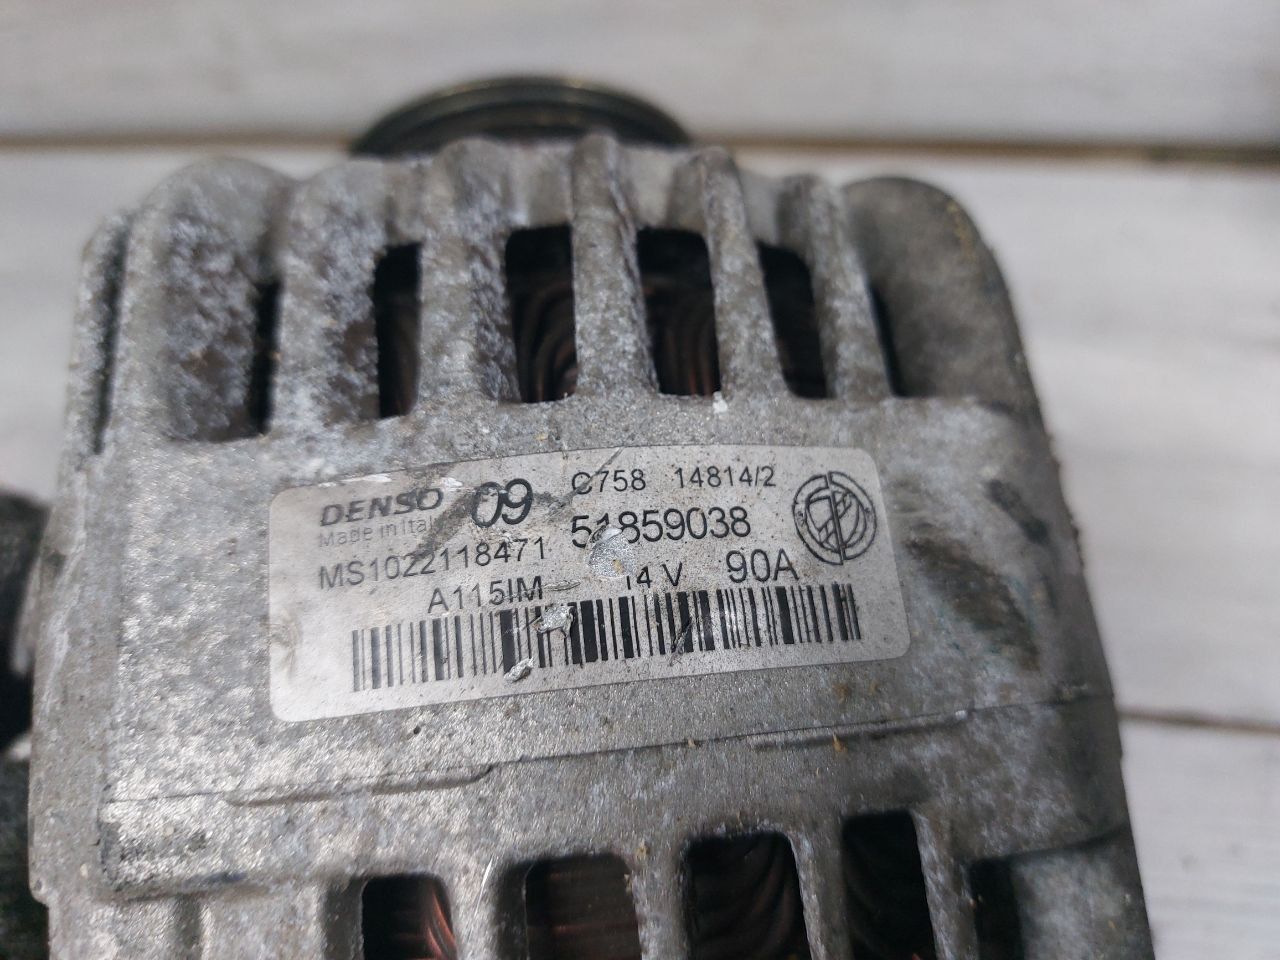 DENSO 09 C758 14814/2
Made in Italy 51859038
MS1022118471 14V 90A
A115IM